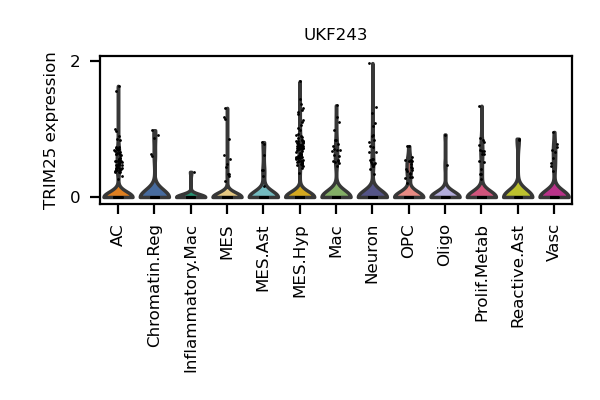 UKF243
TRIM25 expression
2
0
AC
Chromatin.Reg
Inflammatory.Mac
MES
MES.Ast
MES.Hyp
Mac
Neuron
OPC
Oligo
Prolif.Metab
Reactive.Ast
Vasc